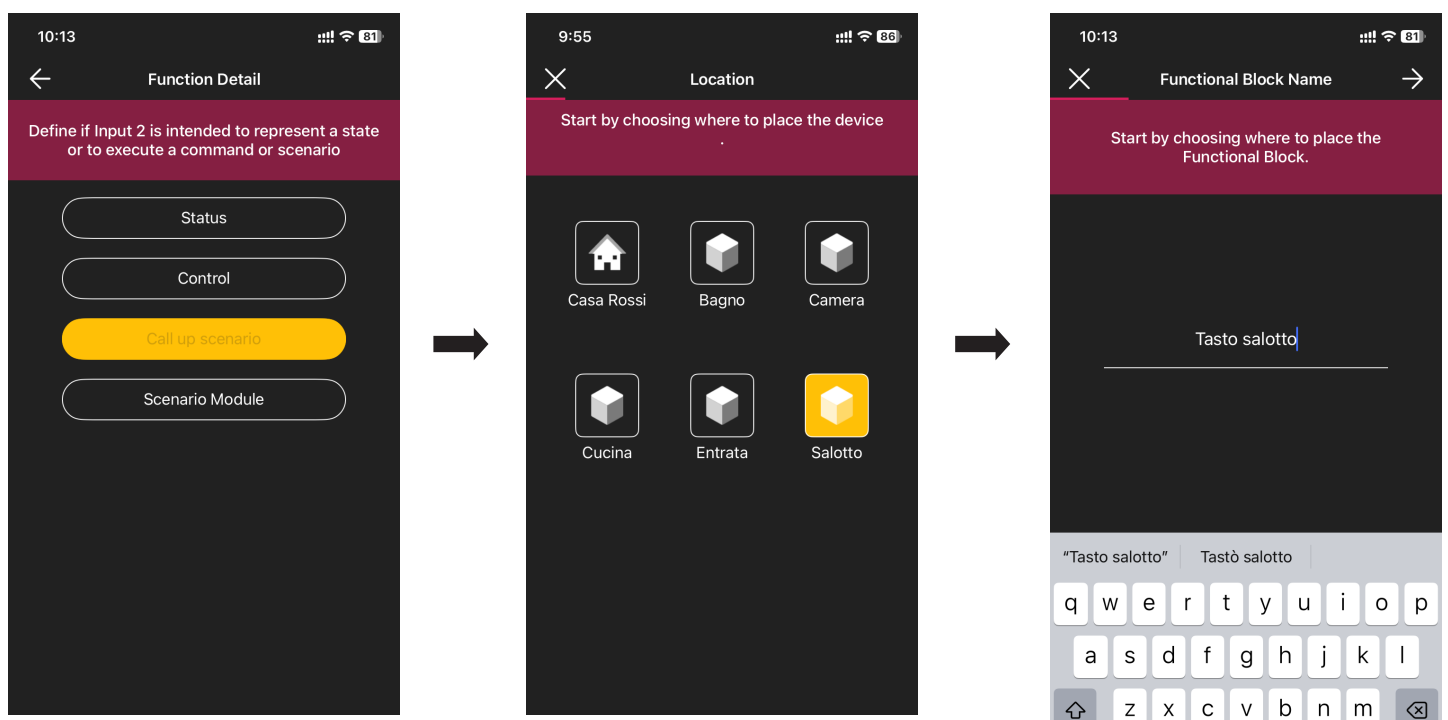 10:13
81
Function Detail
Define if Input 2 is intended to represent a state
or to execute a command or scenario
Status
Control
Call up scenario
Scenario Module
9:55
86
Location
Start by choosing where to place the device
.
Casa Rossi
Bagno
Camera
Cucina
Entrata
Salotto
10:13
81
Functional Block Name
Start by choosing where to place the
Functional Block.
Tasto salotto
“Tasto salotto” Tastò salotto
q w e r t y u i o p
a s d f g h j k l
z x c v b n m